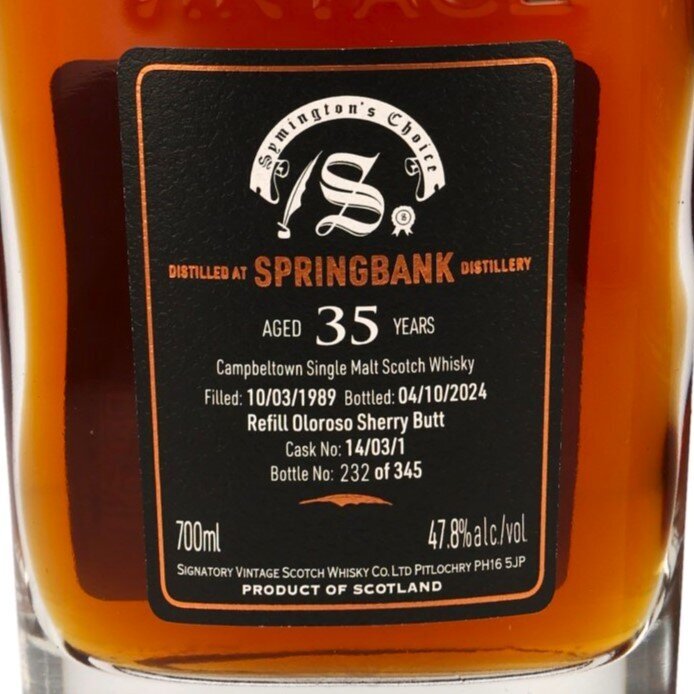 VINTAGE
Symington's Choice
S
DISTILLED AT SPRINGBANK DISTILLERY
AGED 35 YEARS
Campbeltown Single Malt Scotch Whisky
Filled: 10/03/1989 Bottled: 04/10/2024
Refill Oloroso Sherry Butt
Cask No: 14/03/1
Bottle No: 232 of 345
700ml 47.8%alc/vol
SIGNATORY VINTAGE SCOTCH WHISKY CO. LTD PITLOCHRY PH16 5JP
PRODUCT OF SCOTLAND